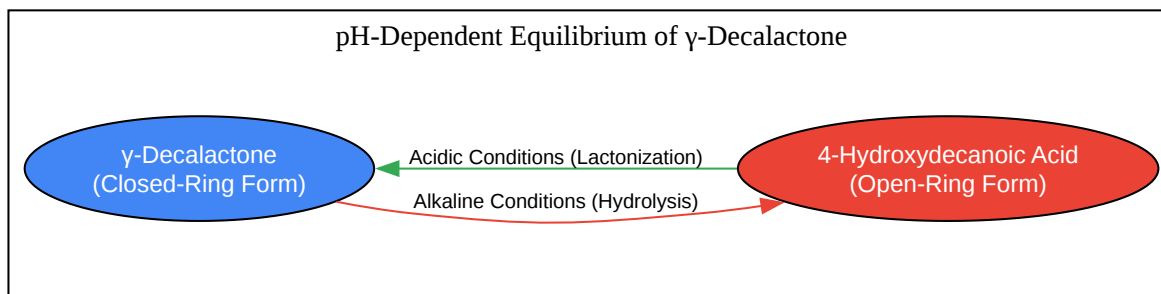 pH-Dependent Equilibrium of γ-Decalactone
γ-Decalactone
(Closed-Ring Form)
Acidic Conditions (Lactonization)
Alkaline Conditions (Hydrolysis)
4-Hydroxydecanoic Acid
(Open-Ring Form)